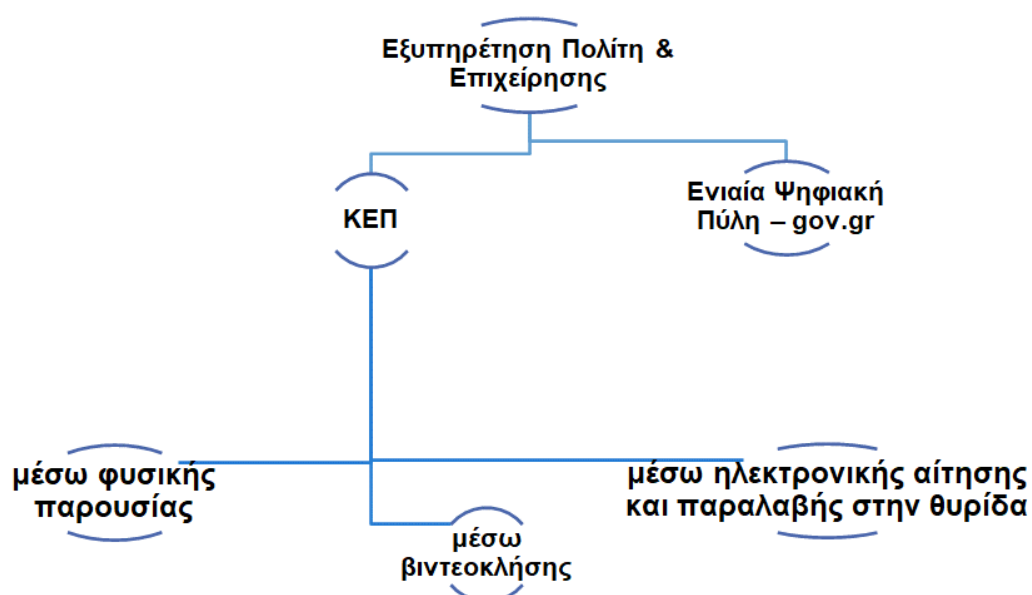 Εξυπηρέτηση Πολίτη &
Επιχείρησης
ΚΕΠ
Ενιαία Ψηφιακή
Πύλη – gov.gr
μέσω φυσικής
παρουσίας
μέσω
βιντεοκλήσης
μέσω ηλεκτρονικής αίτησης
και παραλαβής στην θυρίδα